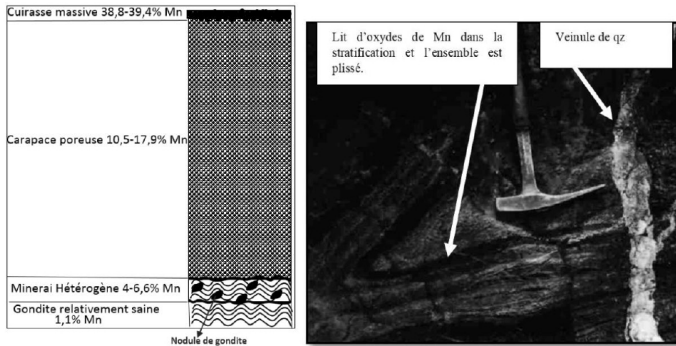 Cuirasse massive 38,8-39,4% Mn
Carapace poreuse 10,5-17,9% Mn
Minerai Hétérogène 4-6,6% Mn
Gondite relativement saine
1,1% Mn
Nodule de gondite
Lit d'oxydes de Mn dans la
stratification et l'ensemble est
plissé.
Veinule de qz